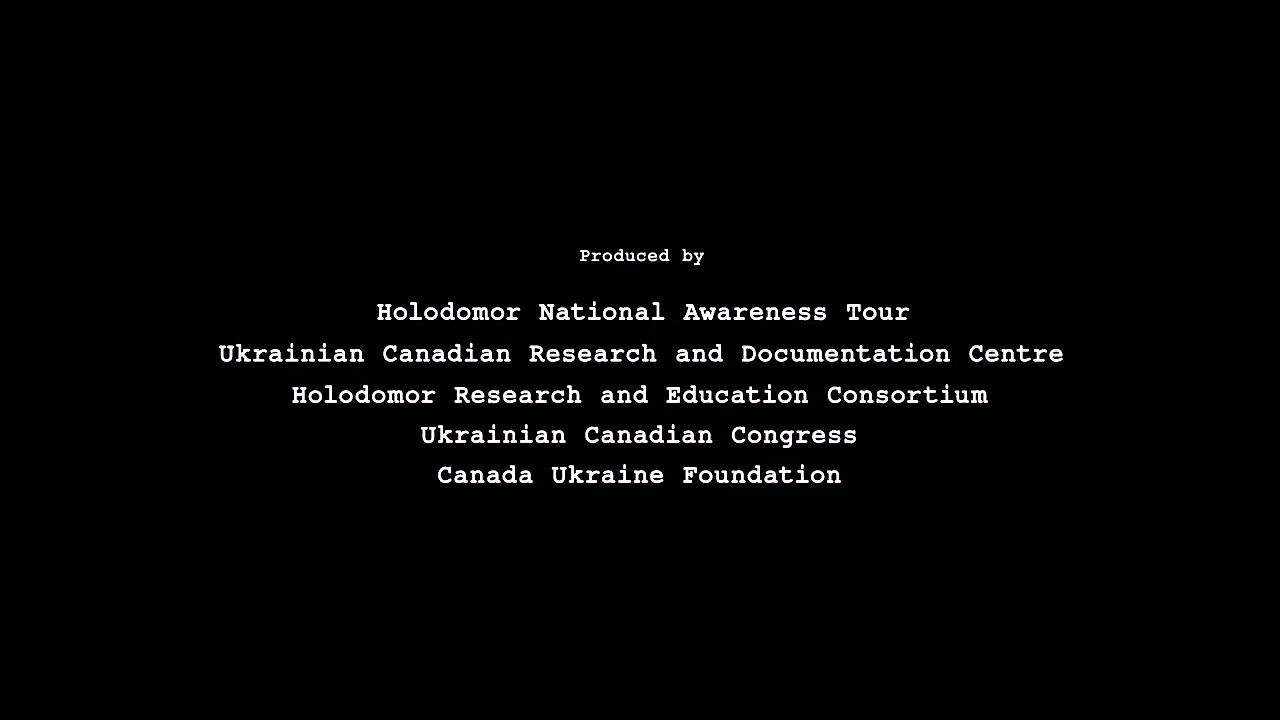 Produced by
Holodomor National Awareness Tour
Ukrainian Canadian Research and Documentation Centre
Holodomor Research and Education Consortium
Ukrainian Canadian Congress
Canada Ukraine Foundation